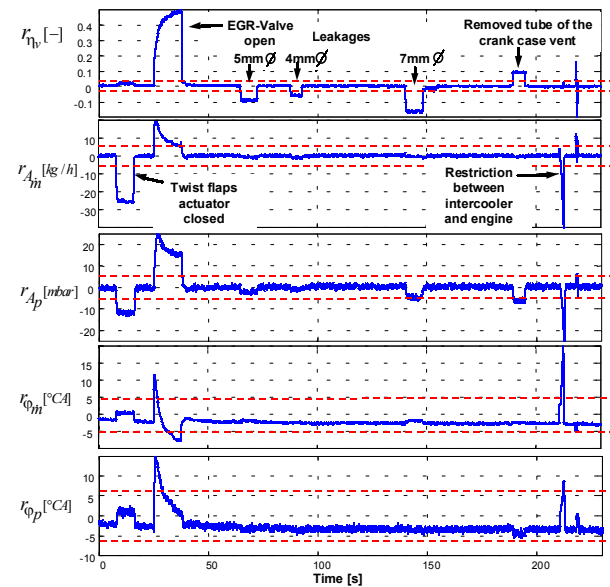 r_ηv [−]
0.4
0.3
0.2
0.1
0
-0.1
EGR-Valve
open
Leakages
5mm Ø
4mm Ø
7mm Ø
Removed tube of the
crank case vent
r_Aṁ [kg/h]
10
0
-10
-20
-30
Twist flaps
actuator
closed
Restriction
between
intercooler
and engine
r_Ap [mbar]
20
10
0
-10
-20
r_φṁ [°CA]
15
10
5
0
-5
r_φp [°CA]
10
5
0
-5
-10
0
50
100
150
200
Time [s]